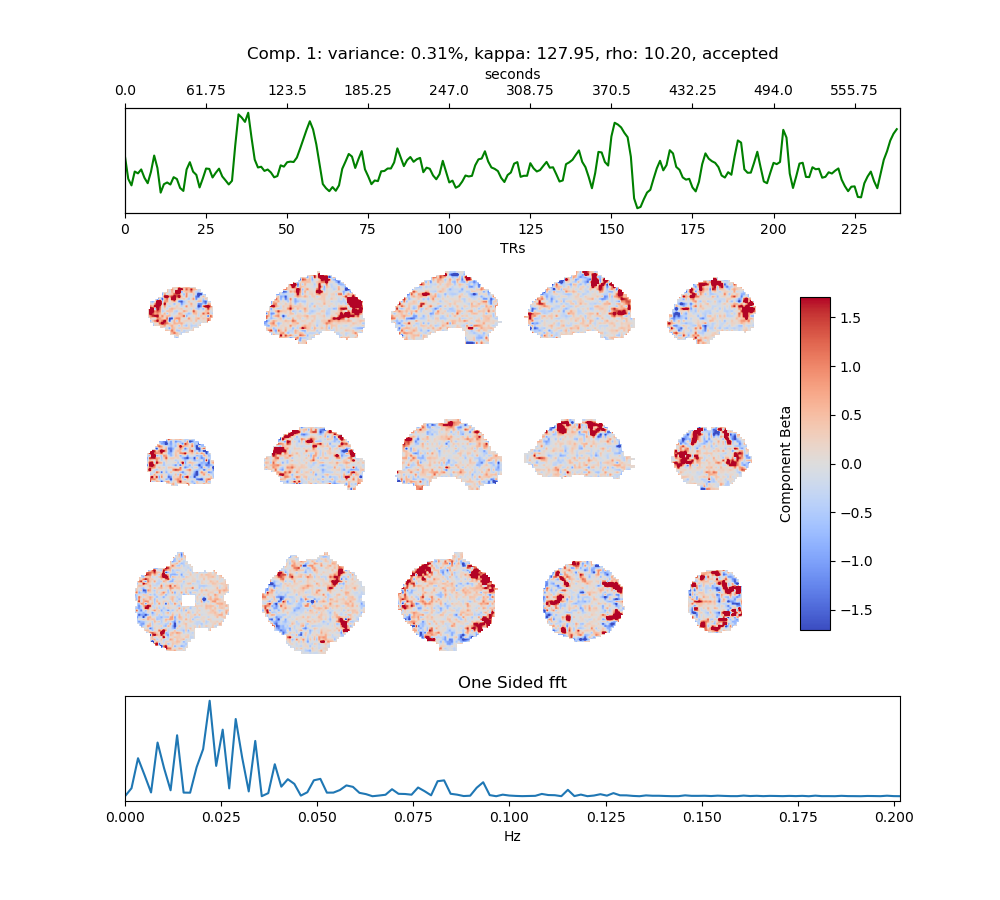 Comp. 1: variance: 0.31%, kappa: 127.95, rho: 10.20, accepted
seconds
0.0 61.75 123.5 185.25 247.0 308.75 370.5 432.25 494.0 555.75
0 25 50 75 100 125 150 175 200 225
TRs
1.5
1.0
0.5
0.0
−0.5
−1.0
−1.5
Component Beta
One Sided fft
0.000 0.025 0.050 0.075 0.100 0.125 0.150 0.175 0.200
Hz